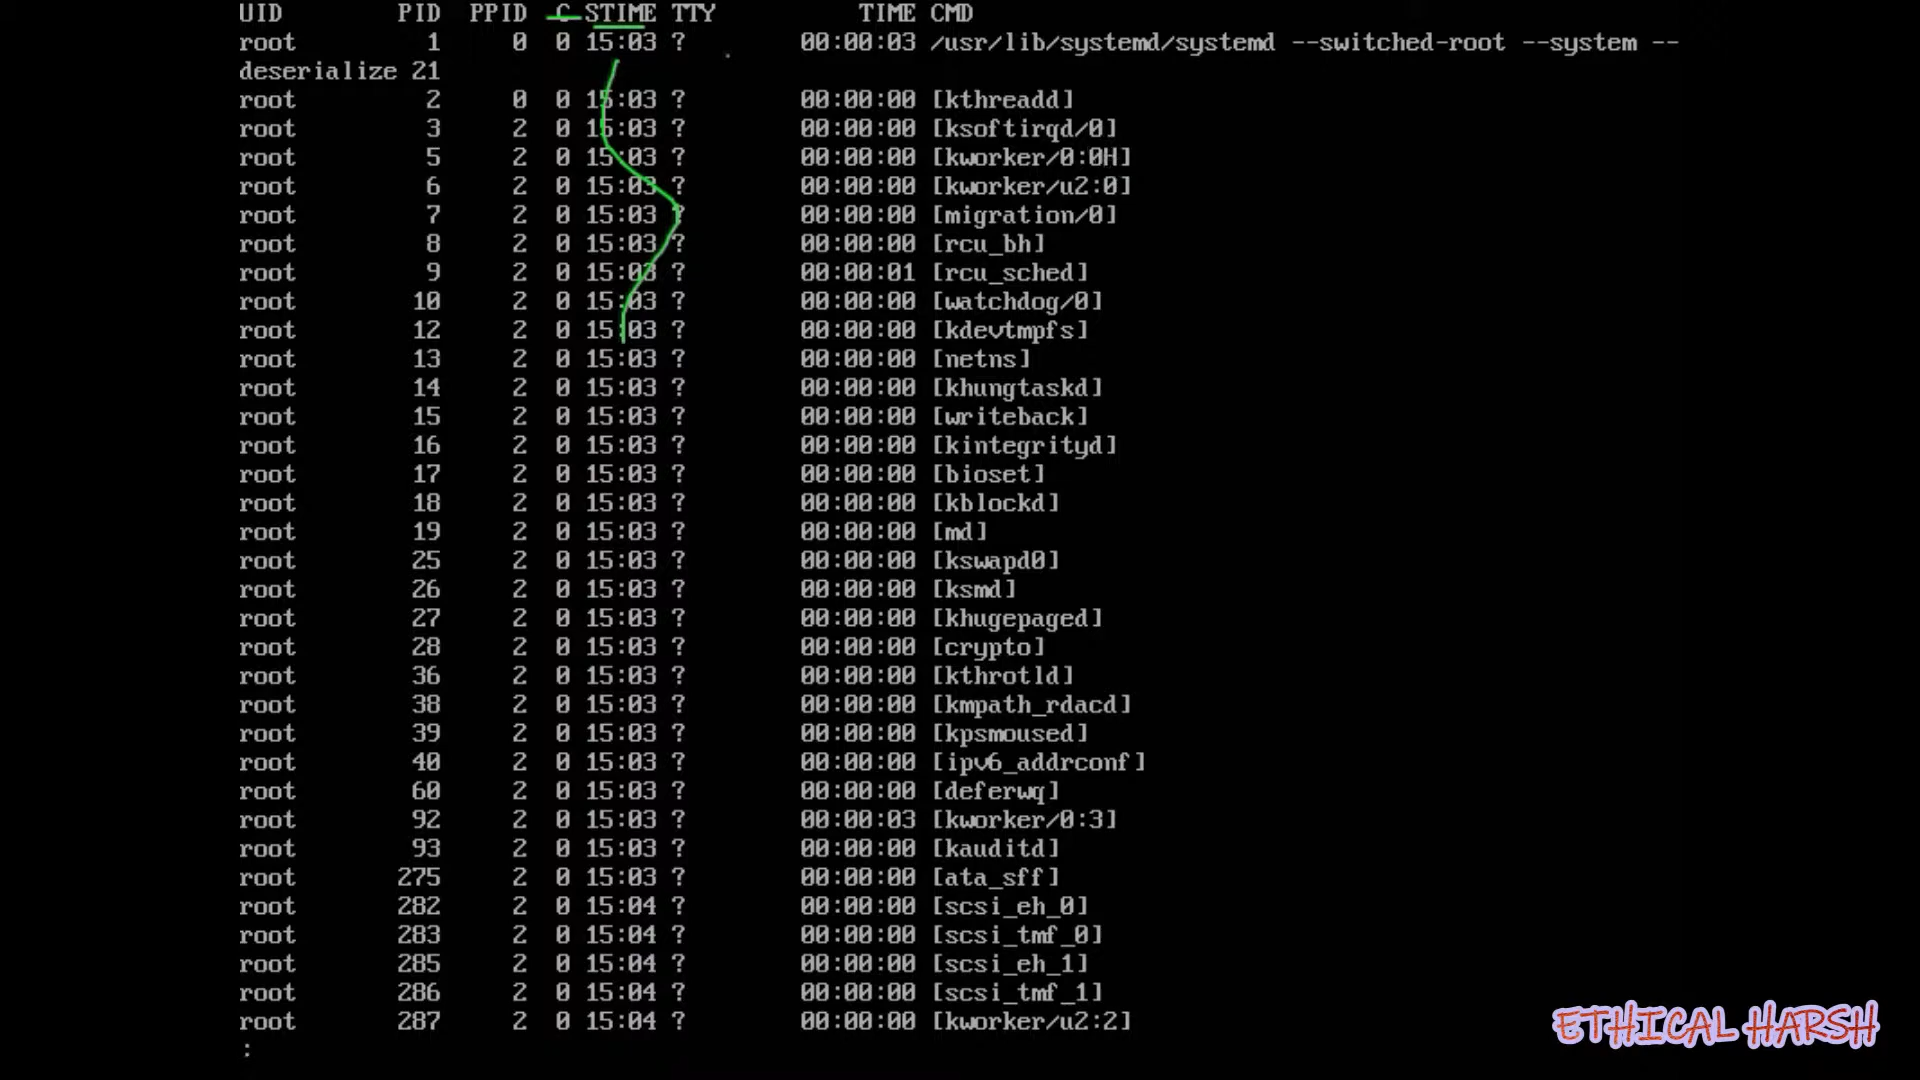 UID PID PPID C STIME TTY TIME CMD
root 1 0 0 15:03 ? 00:00:03 /usr/lib/systemd/systemd --switched-root --system --
deserialize 21
root 2 0 0 15:03 ? 00:00:00 [kthreadd]
root 3 2 0 15:03 ? 00:00:00 [ksoftirqd/0]
root 5 2 0 15:03 ? 00:00:00 [kworker/0:0H]
root 6 2 0 15:03 ? 00:00:00 [kworker/u2:0]
root 7 2 0 15:03 ? 00:00:00 [migration/0]
root 8 2 0 15:03 ? 00:00:00 [rcu_bh]
root 9 2 0 15:03 ? 00:00:01 [rcu_sched]
root 10 2 0 15:03 ? 00:00:00 [watchdog/0]
root 12 2 0 15:03 ? 00:00:00 [kdevtmpfs]
root 13 2 0 15:03 ? 00:00:00 [netns]
root 14 2 0 15:03 ? 00:00:00 [khungtaskd]
root 15 2 0 15:03 ? 00:00:00 [writeback]
root 16 2 0 15:03 ? 00:00:00 [kintegrityd]
root 17 2 0 15:03 ? 00:00:00 [bioset]
root 18 2 0 15:03 ? 00:00:00 [kblockd]
root 19 2 0 15:03 ? 00:00:00 [md]
root 25 2 0 15:03 ? 00:00:00 [kswapd0]
root 26 2 0 15:03 ? 00:00:00 [ksmd]
root 27 2 0 15:03 ? 00:00:00 [khugepaged]
root 28 2 0 15:03 ? 00:00:00 [crypto]
root 36 2 0 15:03 ? 00:00:00 [kthrotld]
root 38 2 0 15:03 ? 00:00:00 [kmpath_rdacd]
root 39 2 0 15:03 ? 00:00:00 [kpsmoused]
root 40 2 0 15:03 ? 00:00:00 [ipv6_addrconf]
root 60 2 0 15:03 ? 00:00:00 [deferwq]
root 92 2 0 15:03 ? 00:00:03 [kworker/0:3]
root 93 2 0 15:03 ? 00:00:00 [kauditd]
root 275 2 0 15:03 ? 00:00:00 [ata_sff]
root 282 2 0 15:04 ? 00:00:00 [scsi_eh_0]
root 283 2 0 15:04 ? 00:00:00 [scsi_tmf_0]
root 285 2 0 15:04 ? 00:00:00 [scsi_eh_1]
root 286 2 0 15:04 ? 00:00:00 [scsi_tmf_1]
root 287 2 0 15:04 ? 00:00:00 [kworker/u2:2]
:
ETHICAL HARSH